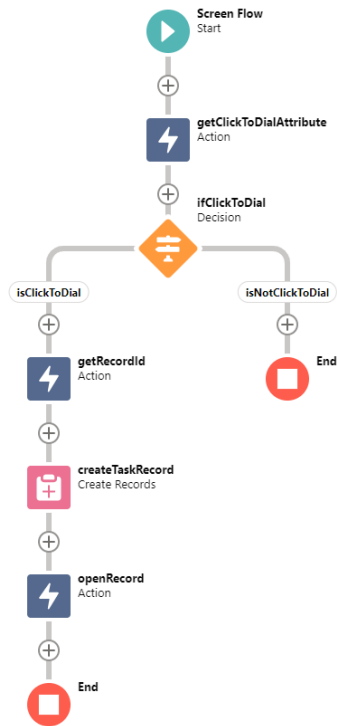 Screen Flow
Start
getClickToDialAttribute
Action
ifClickToDial
Decision
isClickToDial
isNotClickToDial
getRecordId
Action
End
createTaskRecord
Create Records
openRecord
Action
End